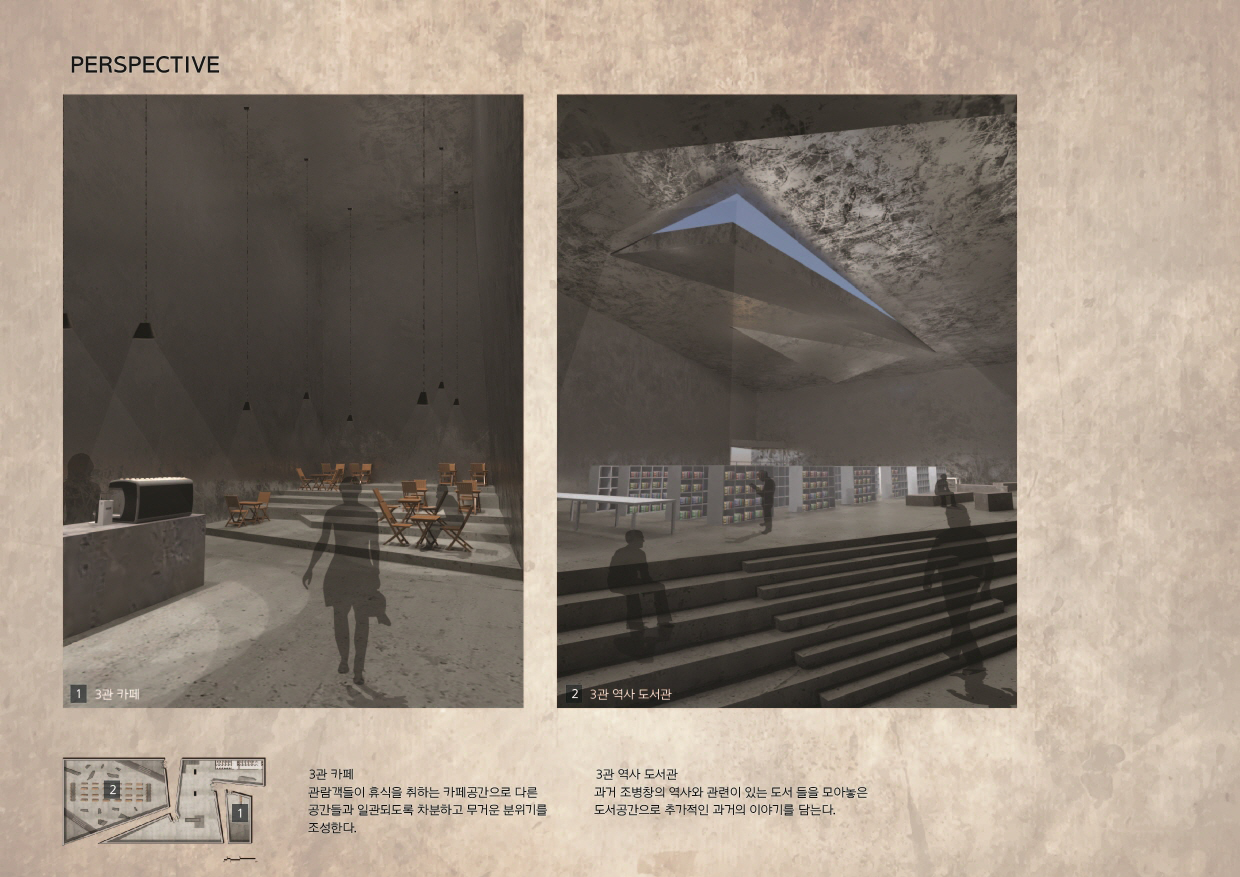 PERSPECTIVE
1 3관 카페
2 3관 역사 도서관
2
1
3관 카페
관람객들이 휴식을 취하는 카페공간으로 다른
공간들과 일관되도록 차분하고 무거운 분위기를
조성한다.
3관 역사 도서관
과거 조병창의 역사와 관련이 있는 도서 들을 모아놓은
도서공간으로 추가적인 과거의 이야기를 담는다.